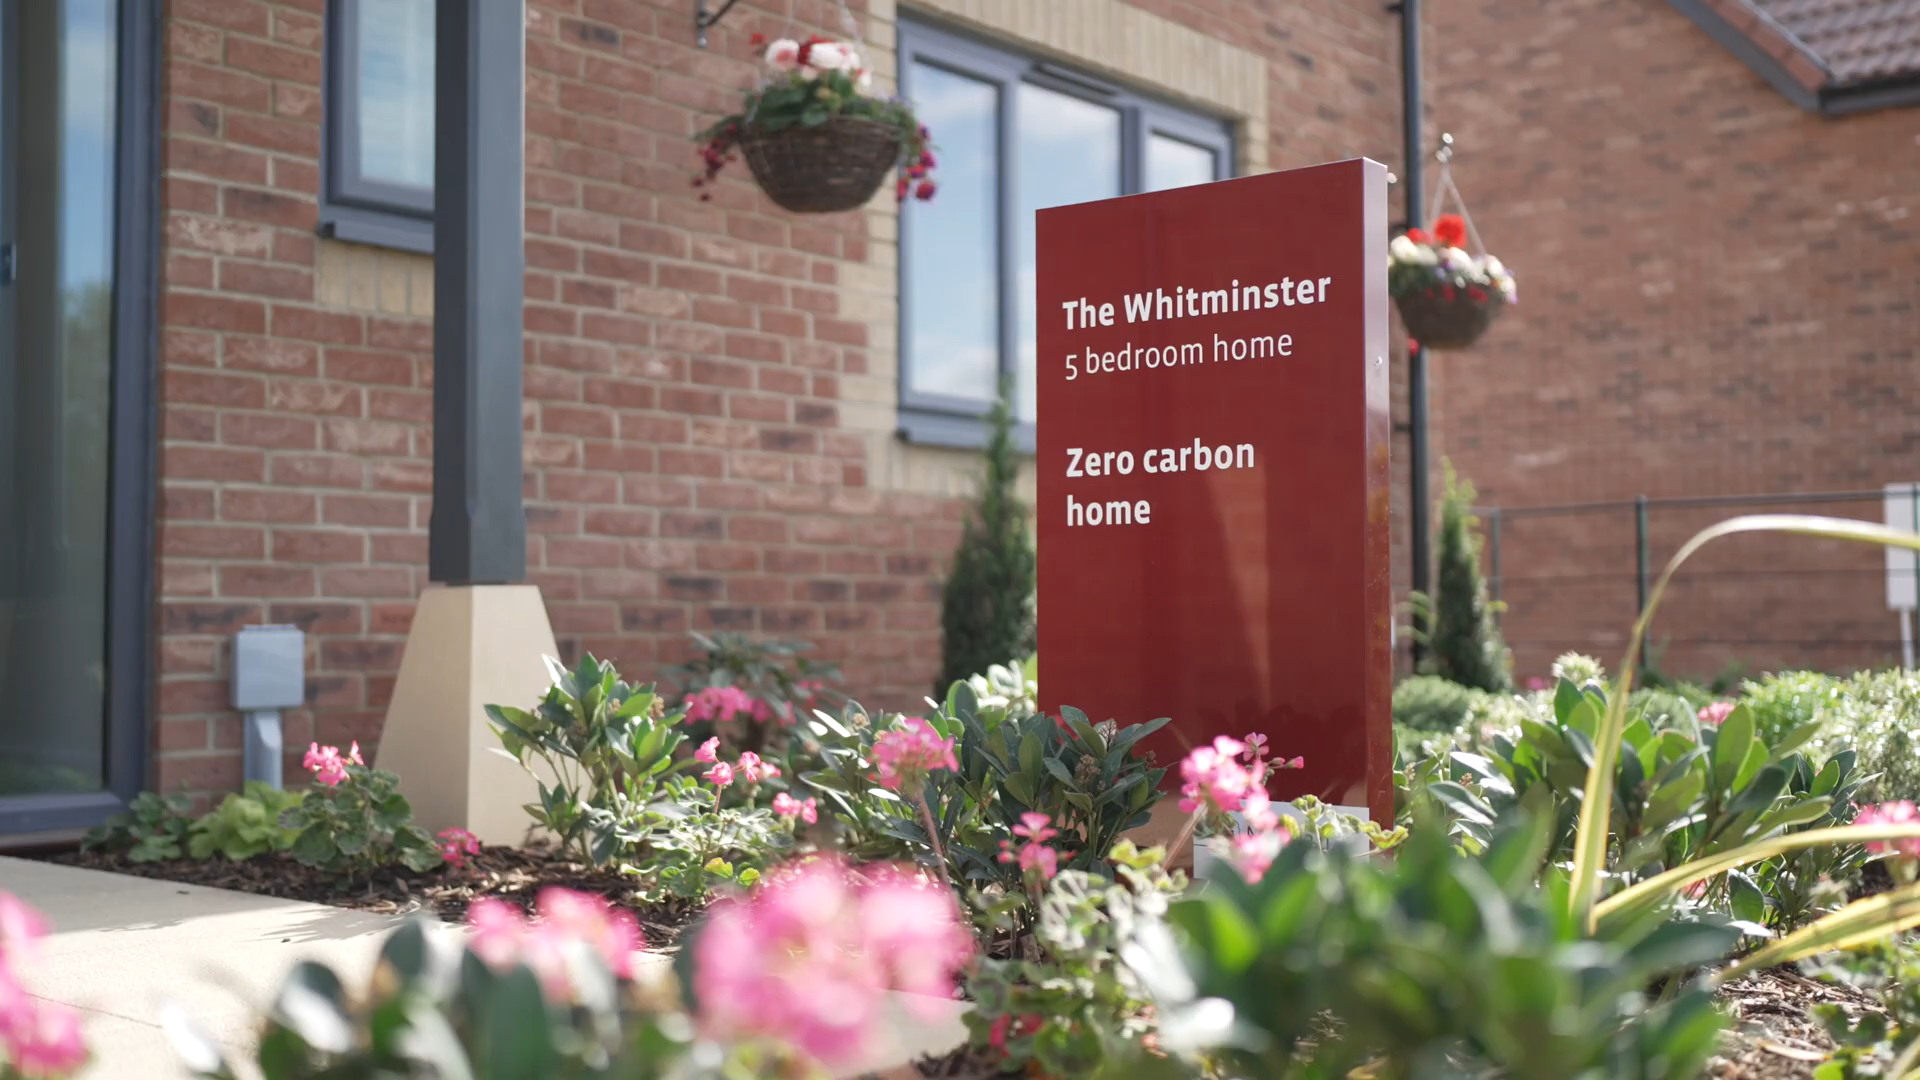 The Whitminster
5 bedroom home
Zero carbon
home